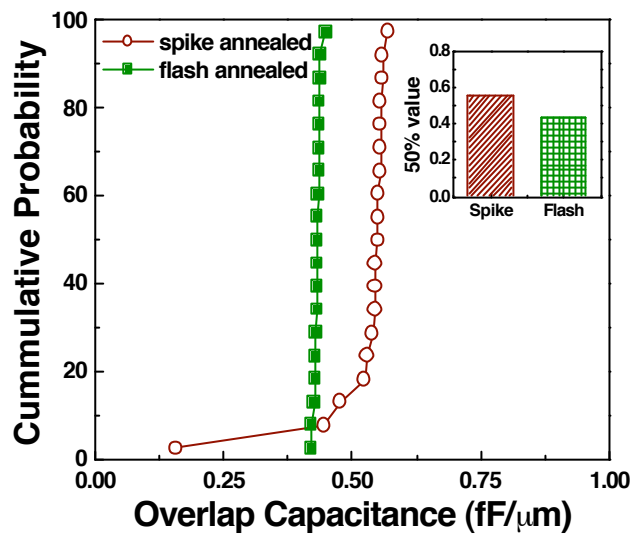 100
80
60
40
20
0
Cummulative Probability
spike annealed
flash annealed
0.8
0.6
0.4
0.2
0.0
50% value
Spike Flash
0.00 0.25 0.50 0.75 1.00
Overlap Capacitance (fF/μm)